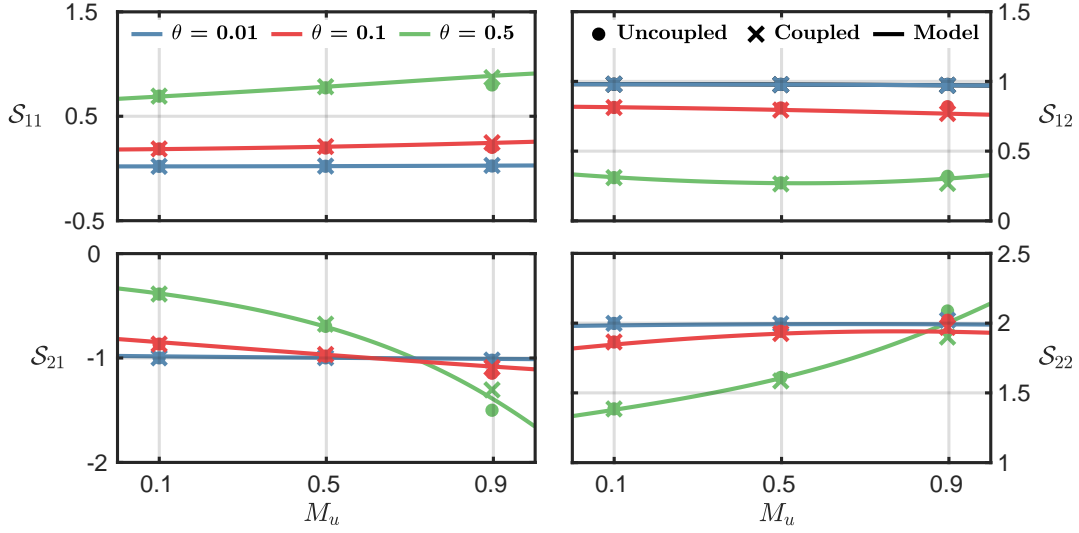 1.5
θ = 0.01 θ = 0.1 θ = 0.5
0.5
S₁₁
-0.5
1.5
Uncoupled Coupled Model
1
S₁₂
0.5
0
0
S₂₁
-1
-2
0.1 0.5 0.9
M_u
2.5
2
S₂₂
1.5
1
0.1 0.5 0.9
M_u